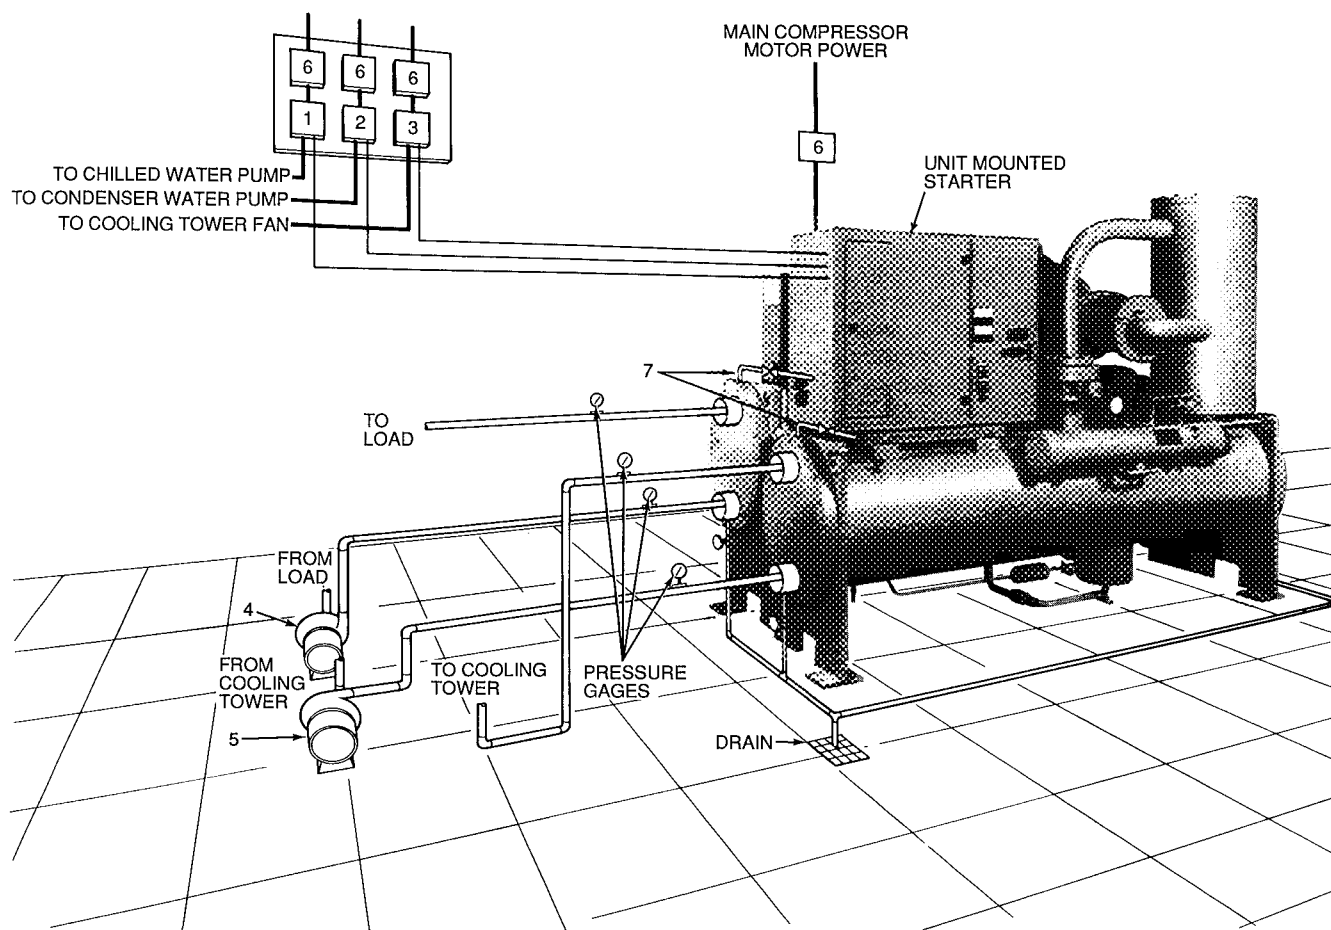 MAIN COMPRESSOR
MOTOR POWER
6
6
6
1
2
3
6
TO CHILLED WATER PUMP
TO CONDENSER WATER PUMP
TO COOLING TOWER FAN
UNIT MOUNTED
STARTER
7
TO
LOAD
FROM
LOAD
4
FROM
COOLING
TOWER
TO COOLING
TOWER
PRESSURE
GAGES
5
DRAIN